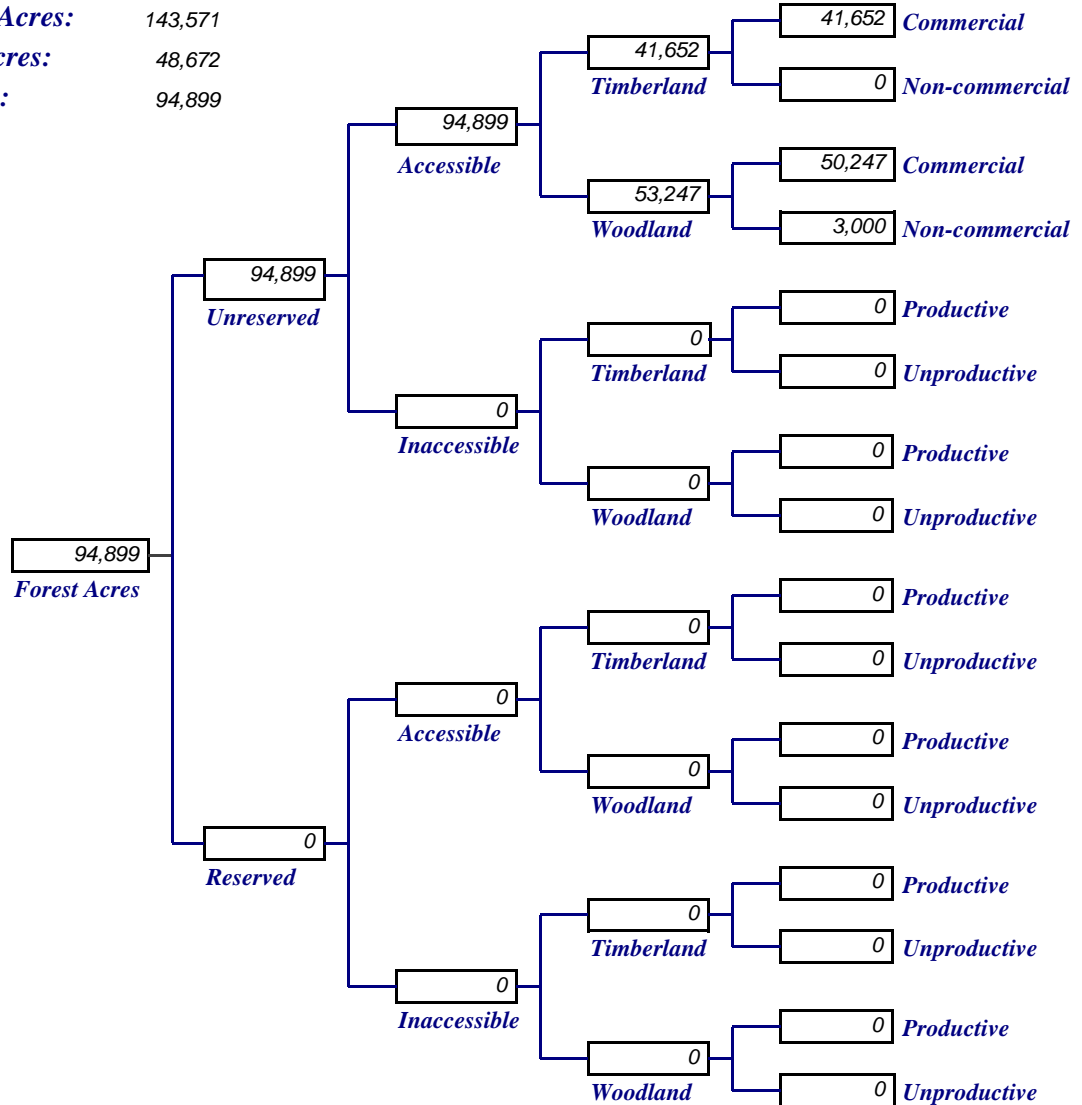 Acres: 143,571
48,672
: 94,899
41,652 Commercial
41,652
Timberland
0 Non-commercial
94,899
Accessible
50,247 Commercial
53,247
Woodland
3,000 Non-commercial
94,899
Unreserved
0 Productive
0
Timberland
0 Unproductive
0
Inaccessible
0 Productive
0
Woodland
0 Unproductive
94,899
Forest Acres
0 Productive
0
Timberland
0 Unproductive
0
Accessible
0 Productive
0
Woodland
0 Unproductive
0
Reserved
0 Productive
0
Timberland
0 Unproductive
0
Inaccessible
0 Productive
0
Woodland
0 Unproductive